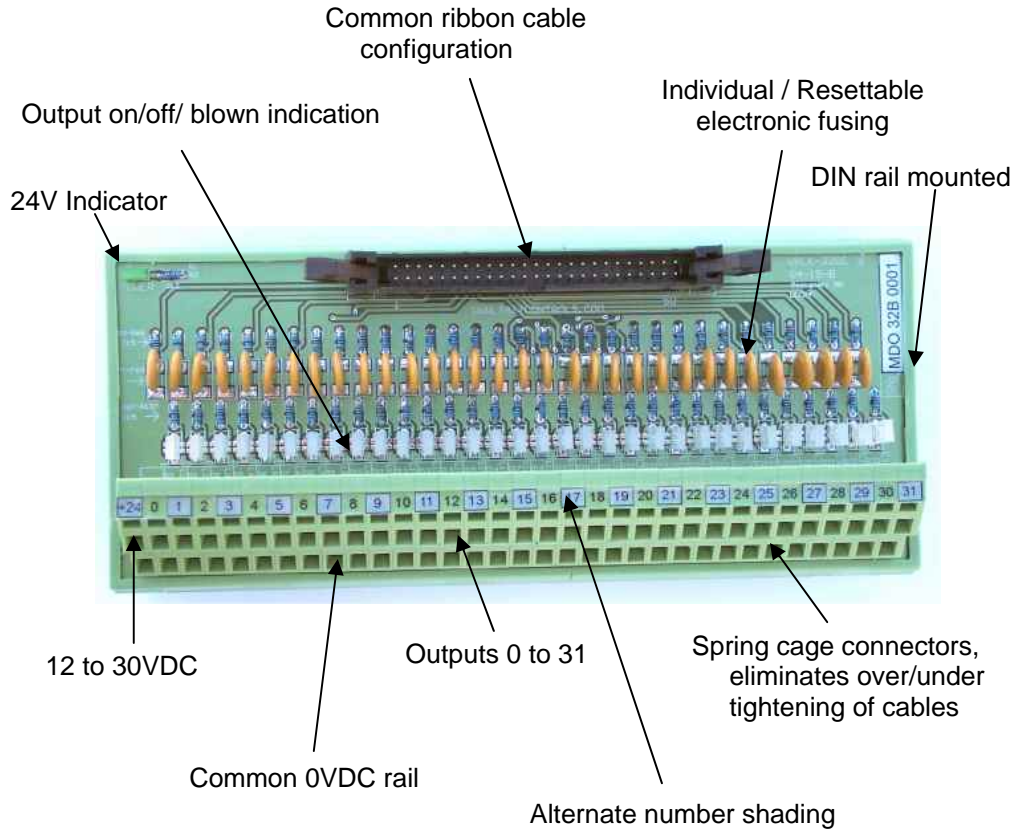 Common ribbon cable
configuration
Individual / Resettable
electronic fusing
Output on/off/ blown indication
DIN rail mounted
24V Indicator
MDO 32B 0001
+24 0 1 2 3 4 5 6 7 8 9 10 11 12 13 14 15 16 17 18 19 20 21 22 23 24 25 26 27 28 29 30 31
12 to 30VDC
Outputs 0 to 31
Spring cage connectors,
eliminates over/under
tightening of cables
Common 0VDC rail
Alternate number shading